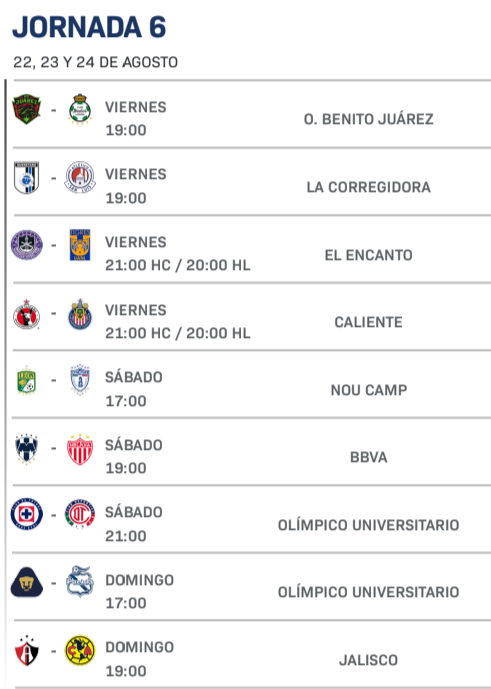 JORNADA 6
22, 23 Y 24 DE AGOSTO
VIERNES
19:00
O. BENITO JUÁREZ
VIERNES
19:00
LA CORREGIDORA
VIERNES
21:00 HC / 20:00 HL
EL ENCANTO
VIERNES
21:00 HC / 20:00 HL
CALIENTE
SÁBADO
17:00
NOU CAMP
SÁBADO
19:00
BBVA
SÁBADO
21:00
OLÍMPICO UNIVERSITARIO
DOMINGO
17:00
OLÍMPICO UNIVERSITARIO
DOMINGO
19:00
JALISCO